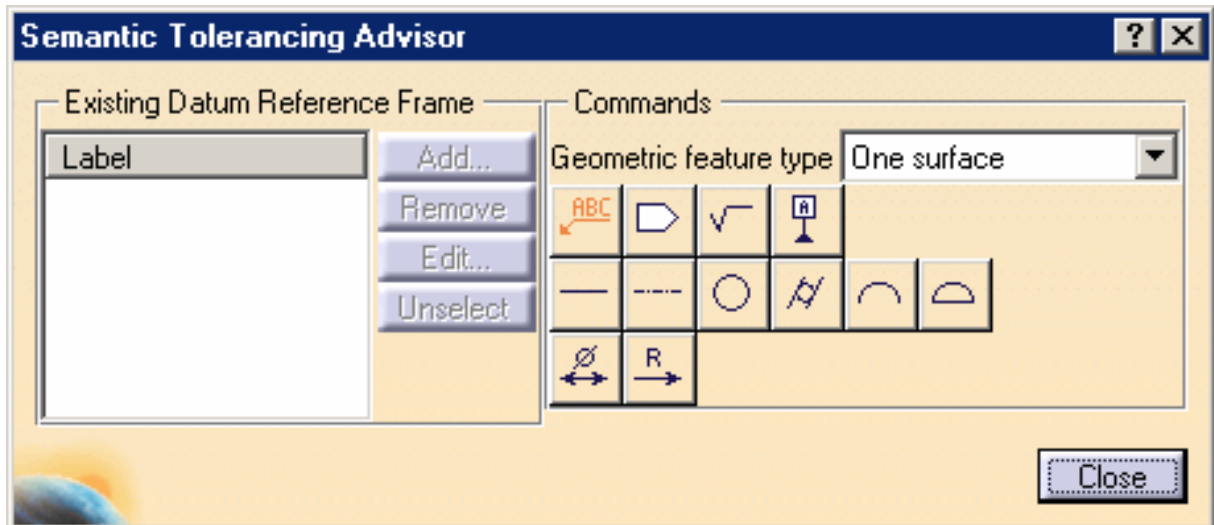 Semantic Tolerancing Advisor
Existing Datum Reference Frame
Label
Add...
Remove
Edit...
Unselect
Commands
Geometric feature type One surface
ABC
A
Ø R
Close